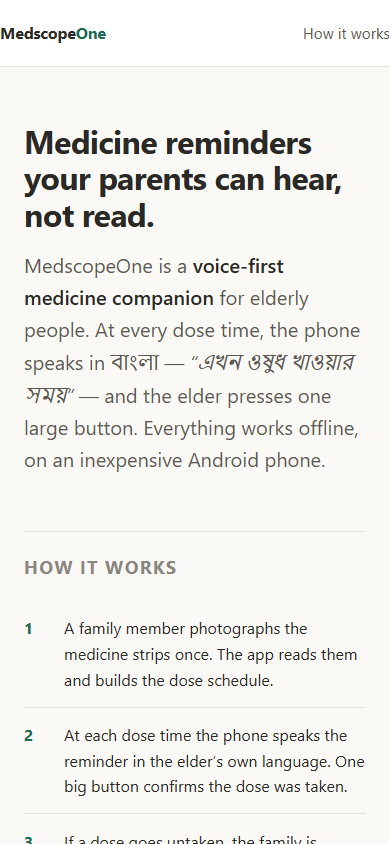 MedscopeOne How it works
Medicine reminders
your parents can hear,
not read.
MedscopeOne is a voice-first
medicine companion for elderly
people. At every dose time, the phone
speaks in বাংলা — “এখন ওষুধ খাওয়ার
সময়” — and the elder presses one
large button. Everything works offline,
on an inexpensive Android phone.
HOW IT WORKS
1 A family member photographs the
medicine strips once. The app reads them
and builds the dose schedule.
2 At each dose time the phone speaks the
reminder in the elder’s own language. One
big button confirms the dose was taken.
3 If a dose goes untaken, the family is